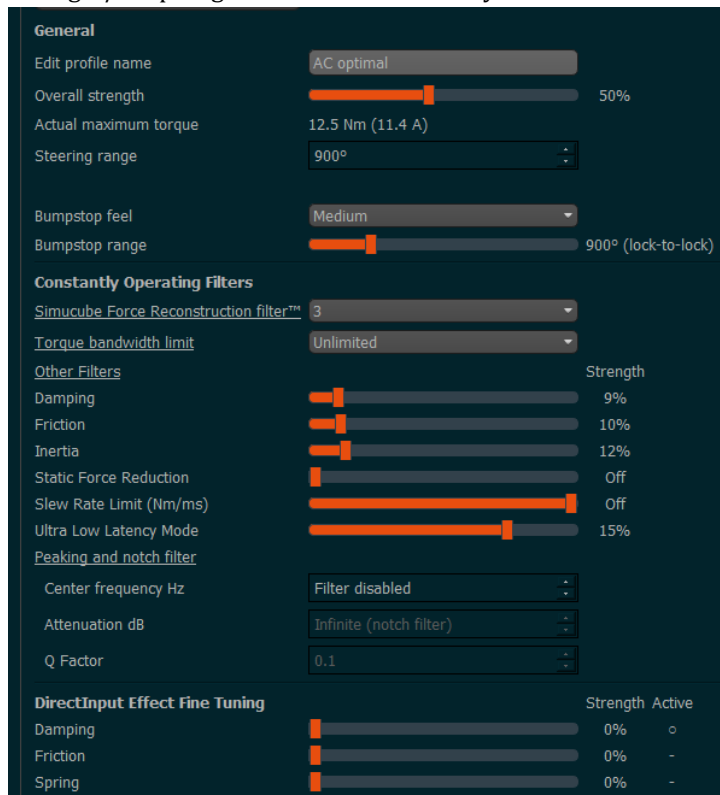 General
Edit profile name AC optimal
Overall strength 50%
Actual maximum torque 12.5 Nm (11.4 A)
Steering range 900°
Bumpstop feel Medium
Bumpstop range 900° (lock-to-lock)
Constantly Operating Filters
Simucube Force Reconstruction filter™ 3
Torque bandwidth limit Unlimited
Other Filters Strength
Damping 9%
Friction 10%
Inertia 12%
Static Force Reduction Off
Slew Rate Limit (Nm/ms) Off
Ultra Low Latency Mode 15%
Peaking and notch filter
Center frequency Hz Filter disabled
Attenuation dB Infinite (notch filter)
Q Factor 0.1
DirectInput Effect Fine Tuning Strength Active
Damping 0% ○
Friction 0% -
Spring 0% -